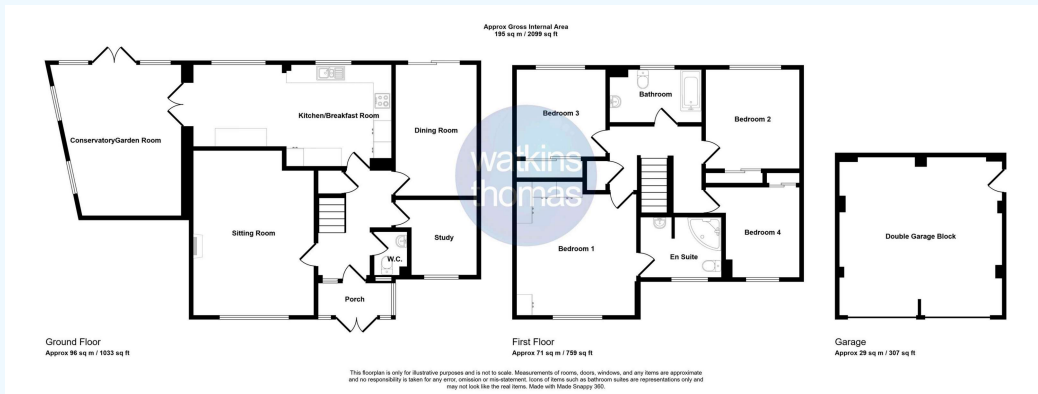 Approx Gross Internal Area
195 sq m / 2099 sq ft
ConservatoryGarden Room
Kitchen/Breakfast Room
Dining Room
Sitting Room
Study
W.C.
Porch
Ground Floor
Approx 96 sq m / 1033 sq ft
Bedroom 3
Bathroom
Bedroom 2
Bedroom 1
En Suite
Bedroom 4
First Floor
Approx 71 sq m / 759 sq ft
Double Garage Block
Garage
Approx 29 sq m / 307 sq ft
watkins
thomas
This floorplan is only for illustrative purposes and is not to scale. Measurements of rooms, doors, windows, and any items are approximate
and no responsibility is taken for any error, omission or mis-statement. Icons of items such as bathroom suites are representations only and
may not look like the real items. Made with Made Snappy 360.